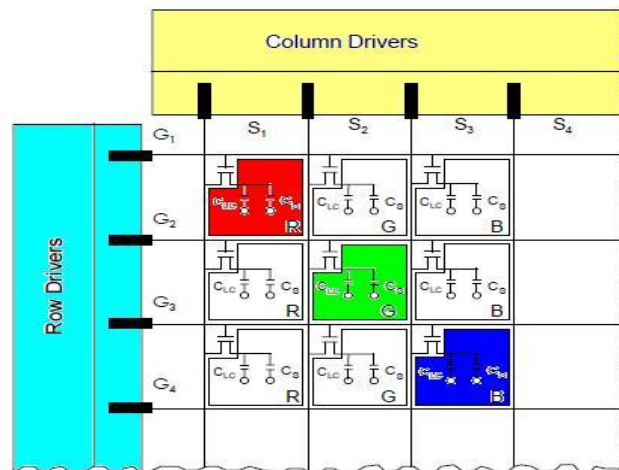 Column Drivers
S1 S2 S3 S4
G1
CLC CS CLC CS CLC CS
R G B
G2
CLC CS CLC CS CLC CS
R G B
G3
CLC CS CLC CS CLC CS
R G B
G4
Row Drivers